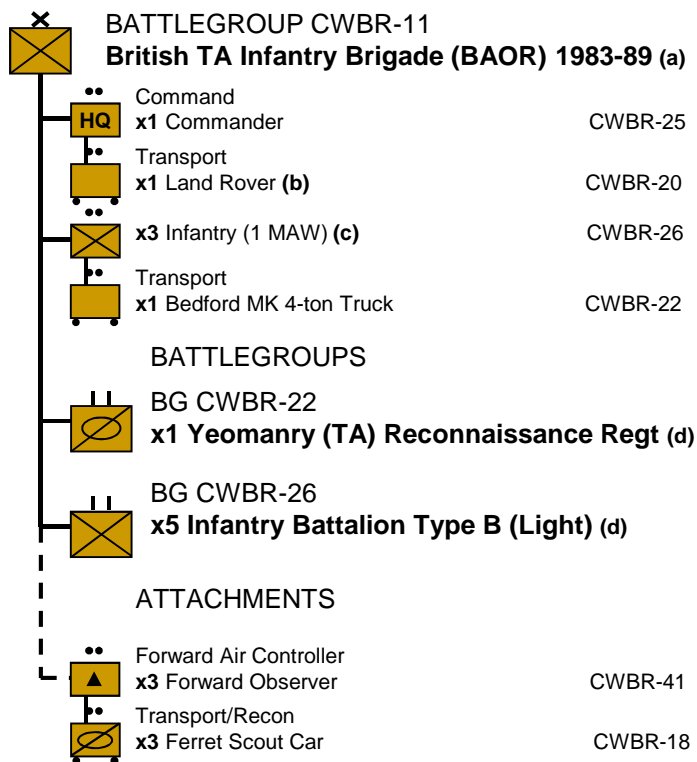 BATTLEGROUP CWBR-11
British TA Infantry Brigade (BAOR) 1983-89 (a)
Command
HQ x1 Commander CWBR-25
Transport
x1 Land Rover (b) CWBR-20
x3 Infantry (1 MAW) (c) CWBR-26
Transport
x1 Bedford MK 4-ton Truck CWBR-22
BATTLEGROUPS
BG CWBR-22
x1 Yeomanry (TA) Reconnaissance Regt (d)
BG CWBR-26
x5 Infantry Battalion Type B (Light) (d)
ATTACHMENTS
Forward Air Controller
x3 Forward Observer CWBR-41
Transport/Recon
x3 Ferret Scout Car CWBR-18